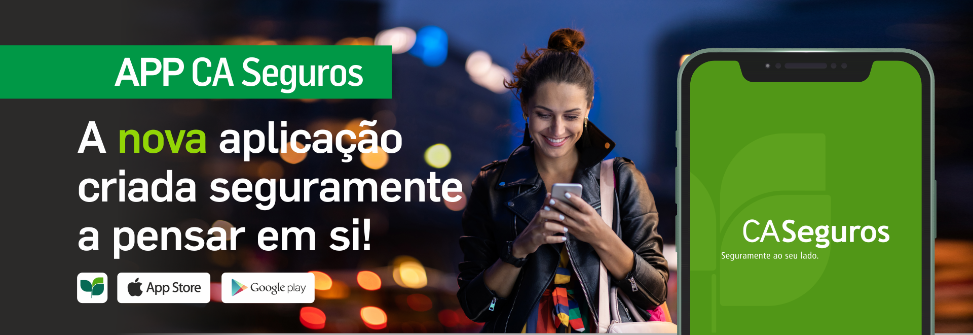 APP CA Seguros
A nova aplicação
criada seguramente
a pensar em si!
App Store
Google play
CASeguros
Seguramente ao seu lado.